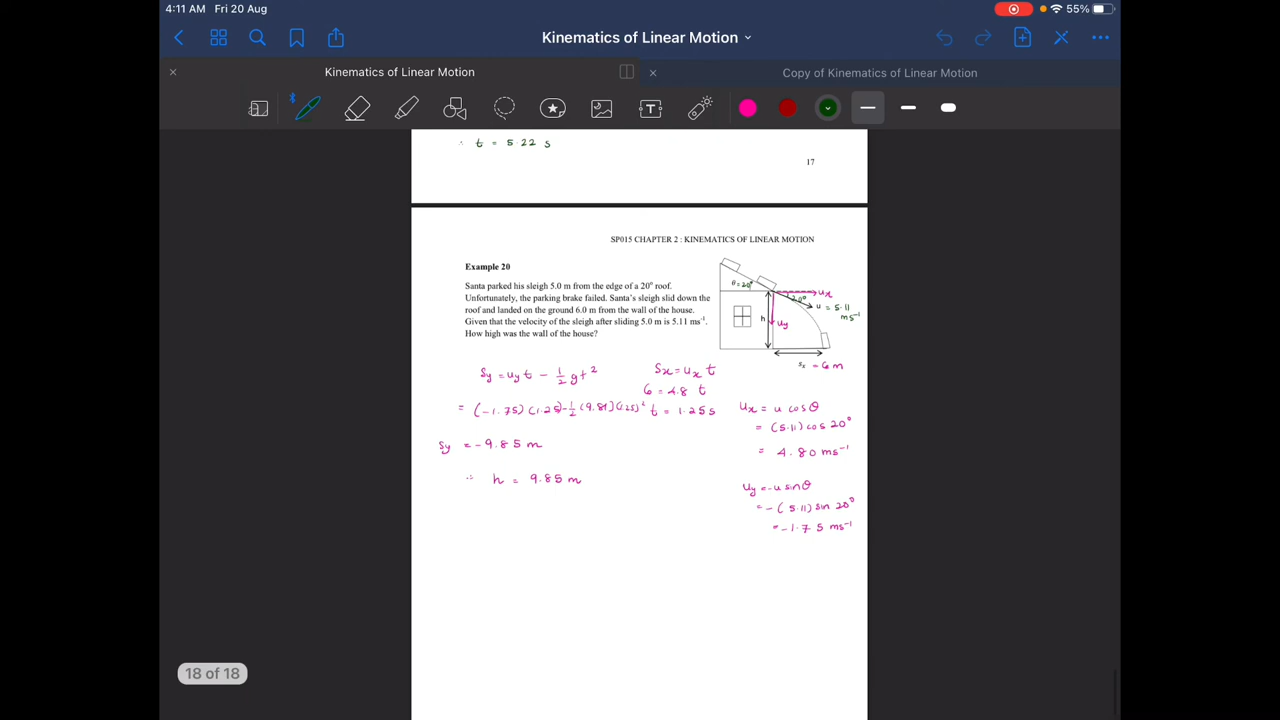 4:11 AM Fri 20 Aug
55%
Kinematics of Linear Motion
Kinematics of Linear Motion
Copy of Kinematics of Linear Motion
∴ t = 5.22 s
17
SP015 CHAPTER 2 : KINEMATICS OF LINEAR MOTION
Example 20
Santa parked his sleigh 5.0 m from the edge of a 20° roof.
Unfortunately, the parking brake failed. Santa's sleigh slid down the
roof and landed on the ground 6.0 m from the wall of the house.
Given that the velocity of the sleigh after sliding 5.0 m is 5.11 ms⁻¹.
How high was the wall of the house?
θ = 20°
20°
ux
u = 5.11
ms⁻¹
h
uy
sx = 6 m
Sy = uy t − 1/2 gt²
= (−1.75)(1.25) − 1/2 (9.81)(1.25)²
Sy = −9.85 m
∴ h = 9.85 m
Sx = ux t
6 = 4.8 t
t = 1.25 s
ux = u cos θ
= (5.11) cos 20°
= 4.80 ms⁻¹
uy = −u sin θ
= −(5.11) sin 20°
= −1.75 ms⁻¹
18 of 18